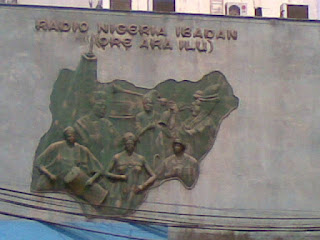 RADIO NIGERIA IBADAN
(ORE ARA ILU)